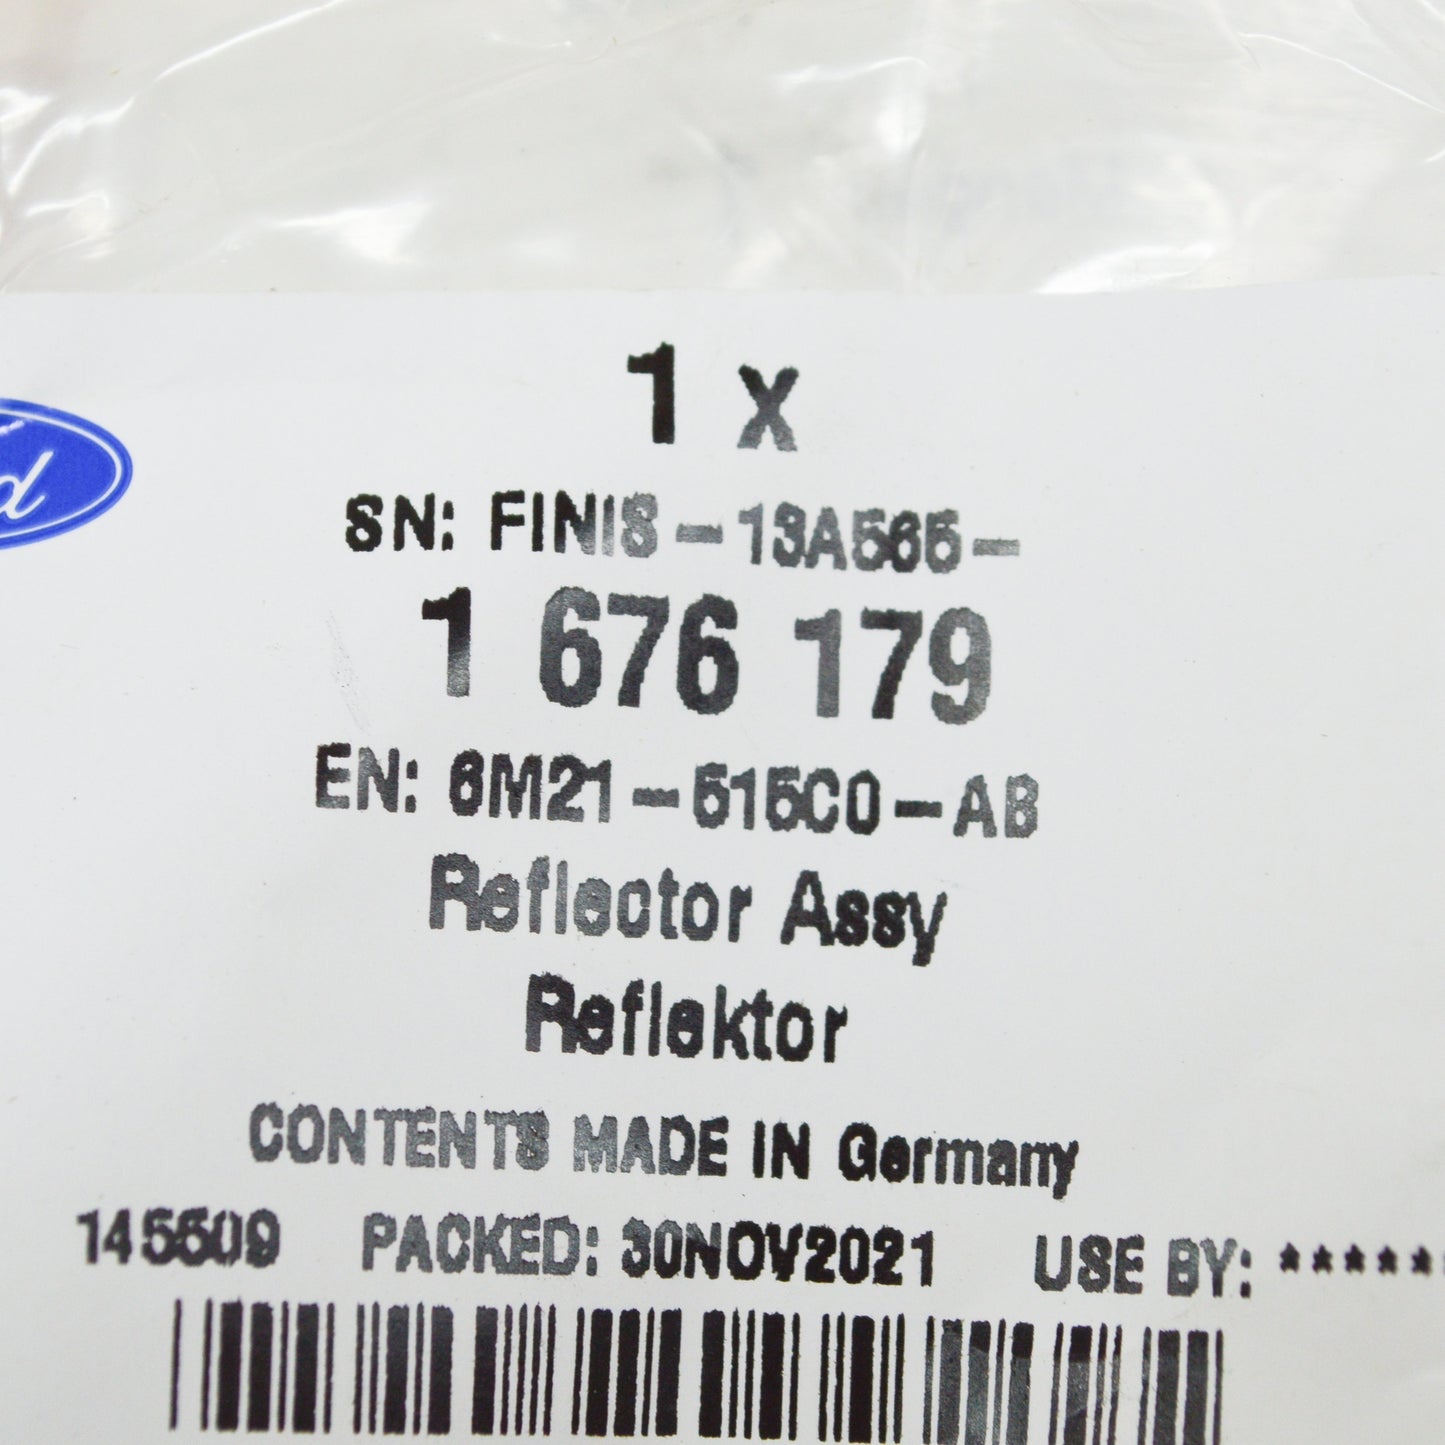 1 x
SN: FINIS-13A565-
1 676 179
EN: 6M21-515C0-AB
Reflector Assy
Reflektor
CONTENTS MADE IN Germany
145509 PACKED: 30NOV2021 USE BY: *****